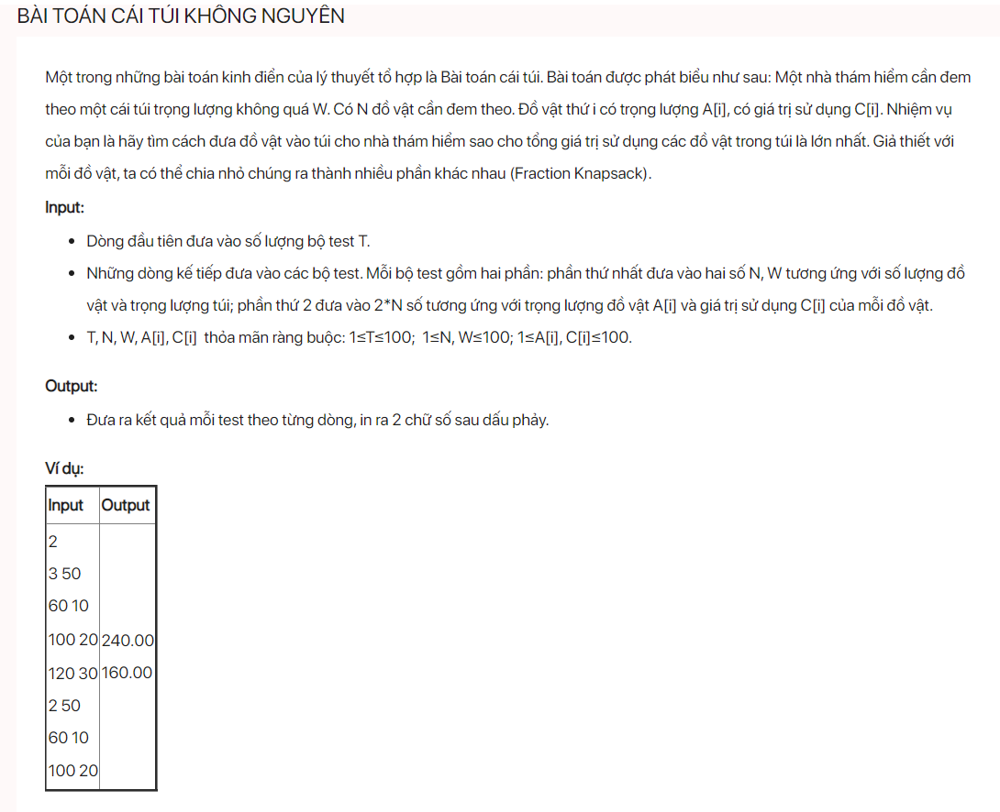 BÀI TOÁN CÁI TÚI KHÔNG NGUYÊN
Một trong những bài toán kinh điển của lý thuyết tổ hợp là Bài toán cái túi. Bài toán được phát biểu như sau: Một nhà thám hiểm cần đem
theo một cái túi trọng lượng không quá W. Có N đồ vật cần đem theo. Đồ vật thứ i có trọng lượng A[i], có giá trị sử dụng C[i]. Nhiệm vụ
của bạn là hãy tìm cách đưa đồ vật vào túi cho nhà thám hiểm sao cho tổng giá trị sử dụng các đồ vật trong túi là lớn nhất. Giả thiết với
mỗi đồ vật, ta có thể chia nhỏ chúng ra thành nhiều phần khác nhau (Fraction Knapsack).
Input:
• Dòng đầu tiên đưa vào số lượng bộ test T.
• Những dòng kế tiếp đưa vào các bộ test. Mỗi bộ test gồm hai phần: phần thứ nhất đưa vào hai số N, W tương ứng với số lượng đồ
vật và trọng lượng túi; phần thứ 2 đưa vào 2*N số tương ứng với trọng lượng đồ vật A[i] và giá trị sử dụng C[i] của mỗi đồ vật.
• T, N, W, A[i], C[i] thỏa mãn ràng buộc: 1≤T≤100; 1≤N, W≤100; 1≤A[i], C[i]≤100.
Output:
• Đưa ra kết quả mỗi test theo từng dòng, in ra 2 chữ số sau dấu phảy.
Ví dụ:
Input Output
2
3 50
60 10
100 20 240.00
120 30 160.00
2 50
60 10
100 20